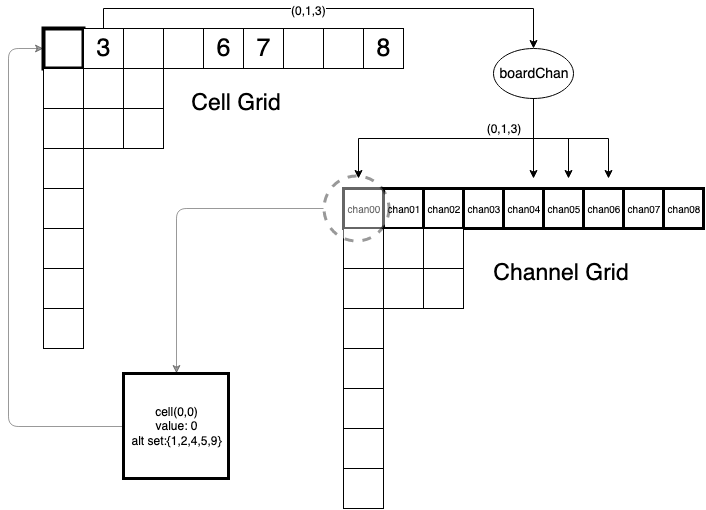 (0,1,3)
3 6 7 8
boardChan
Cell Grid
(0,1,3)
chan00 chan01 chan02 chan03 chan04 chan05 chan06 chan07 chan08
Channel Grid
cell(0,0)
value: 0
alt set:{1,2,4,5,9}